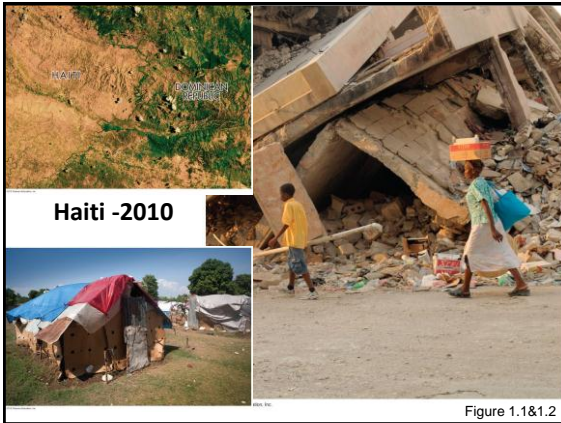 HAITI
DOMINICAN
REPUBLIC
Haiti -2010
Figure 1.1&1.2